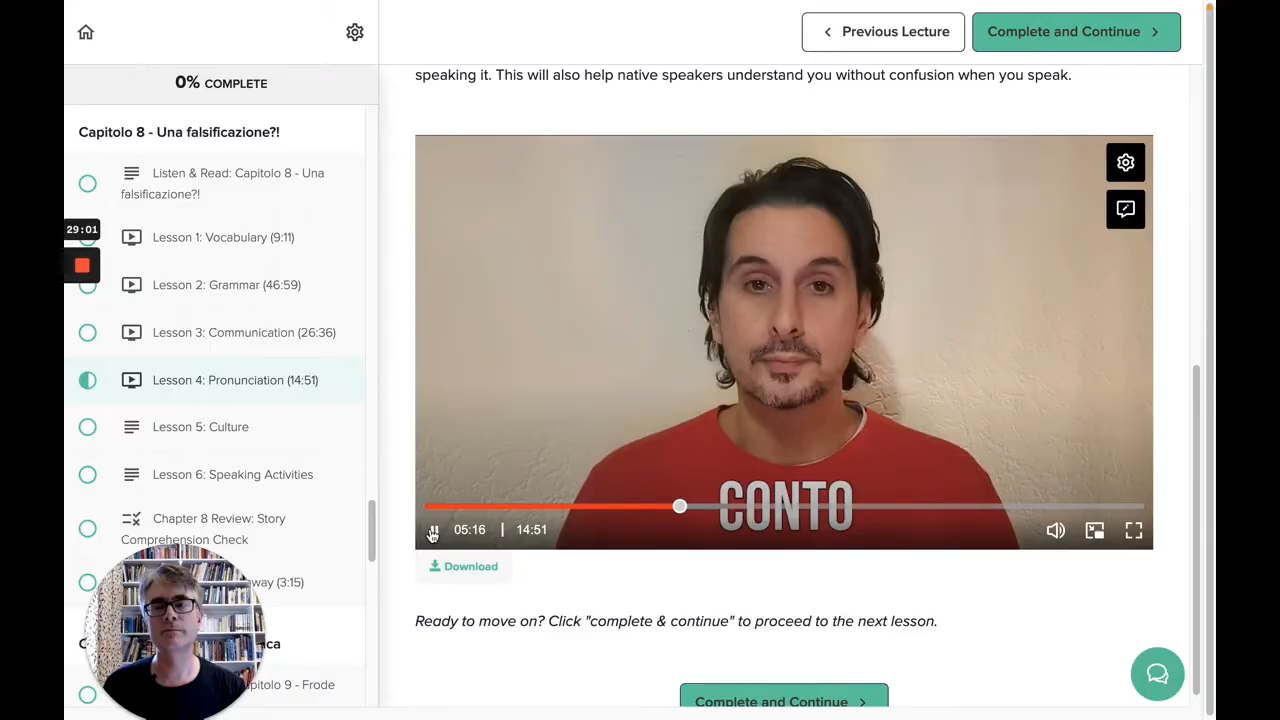 Previous Lecture
Complete and Continue
0% COMPLETE
speaking it. This will also help native speakers understand you without confusion when you speak.
Capitolo 8 - Una falsificazione?!
Listen & Read: Capitolo 8 - Una
falsificazione?!
29:01
Lesson 1: Vocabulary (9:11)
Lesson 2: Grammar (46:59)
Lesson 3: Communication (26:36)
Lesson 4: Pronunciation (14:51)
Lesson 5: Culture
Lesson 6: Speaking Activities
CONTO
05:16 | 14:51
Chapter 8 Review: Story
Comprehension Check
Download
way (3:15)
Ready to move on? Click "complete & continue" to proceed to the next lesson.
apitolo 9 - Frode
Complete and Continue